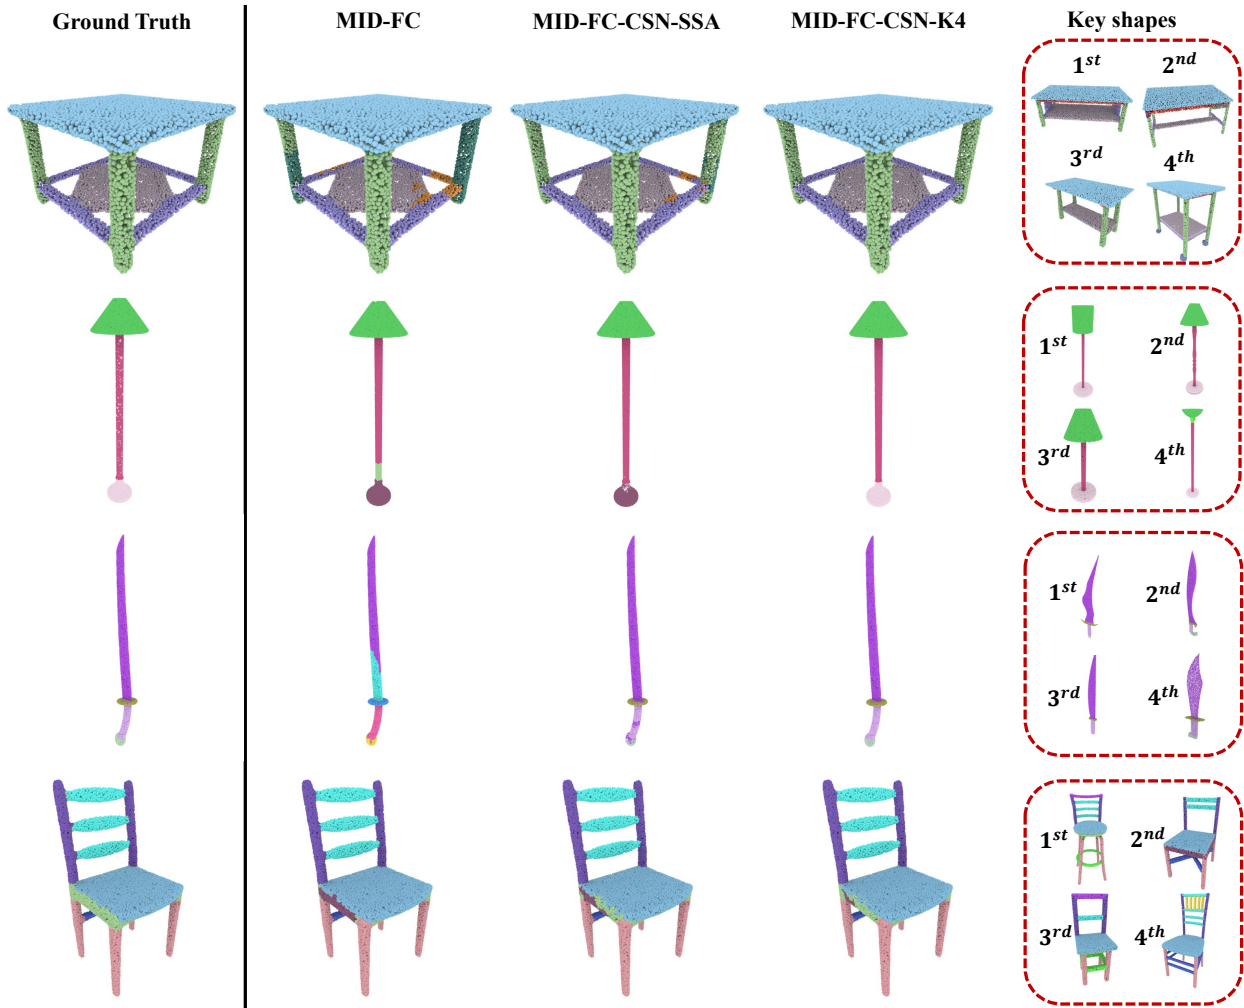 Ground Truth MID-FC MID-FC-CSN-SSA MID-FC-CSN-K4 Key shapes
1st 2nd
3rd 4th
1st 2nd
3rd 4th
1st 2nd
3rd 4th
1st 2nd
3rd 4th